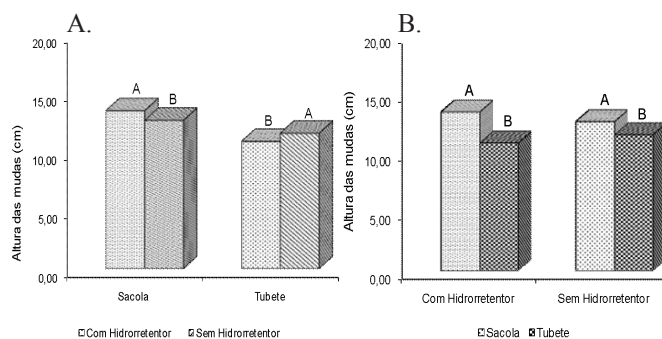 A.
20,00
15,00
10,00
5,00
0,00
Altura das mudas (cm)
A
B
B
A
Sacola
Tubete
Com Hidrorretentor
Sem Hidrorretentor
B.
20,00
15,00
10,00
5,00
0,00
Altura das mudas (cm)
A
B
A
B
Com Hidrorretentor
Sem Hidrorretentor
Sacola
Tubete